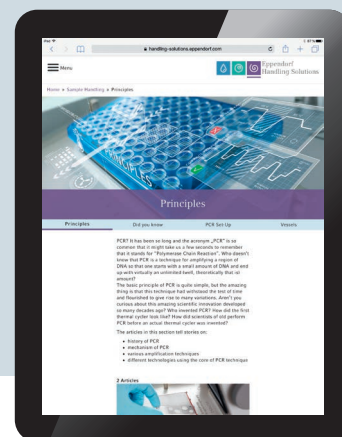 iPad
97 %
handling-solutions.eppendorf.com
Menu
Eppendorf
Handling Solutions
Home » Sample Handling » Principles
Principles
Principles
Did you know
PCR Set-Up
Vessels
PCR? It has been so long and the acronym „PCR" is so
common that it might take us a few seconds to remember
that it stands for "Polymerase Chain Reaction". Who doesn't
know that PCR is a technique for amplifying a region of
DNA so that one starts with a small amount of DNA and end
up with virtually an unlimited (well, theoretically that is)
amount?
The basic principle of PCR is quite simple, but the amazing
thing is that this technique had withstood the test of time
and flourished to give rise to many variations. Aren't you
curious about this amazing scientific innovation developed
so many decades ago? Who invented PCR? How did the first
thermal cycler look like? How did scientists of old perform
PCR before an actual thermal cycler was invented?
The articles in this section tell stories on:
• history of PCR
• mechanism of PCR
• various amplification techniques
• different technologies using the core of PCR technique
2 Articles